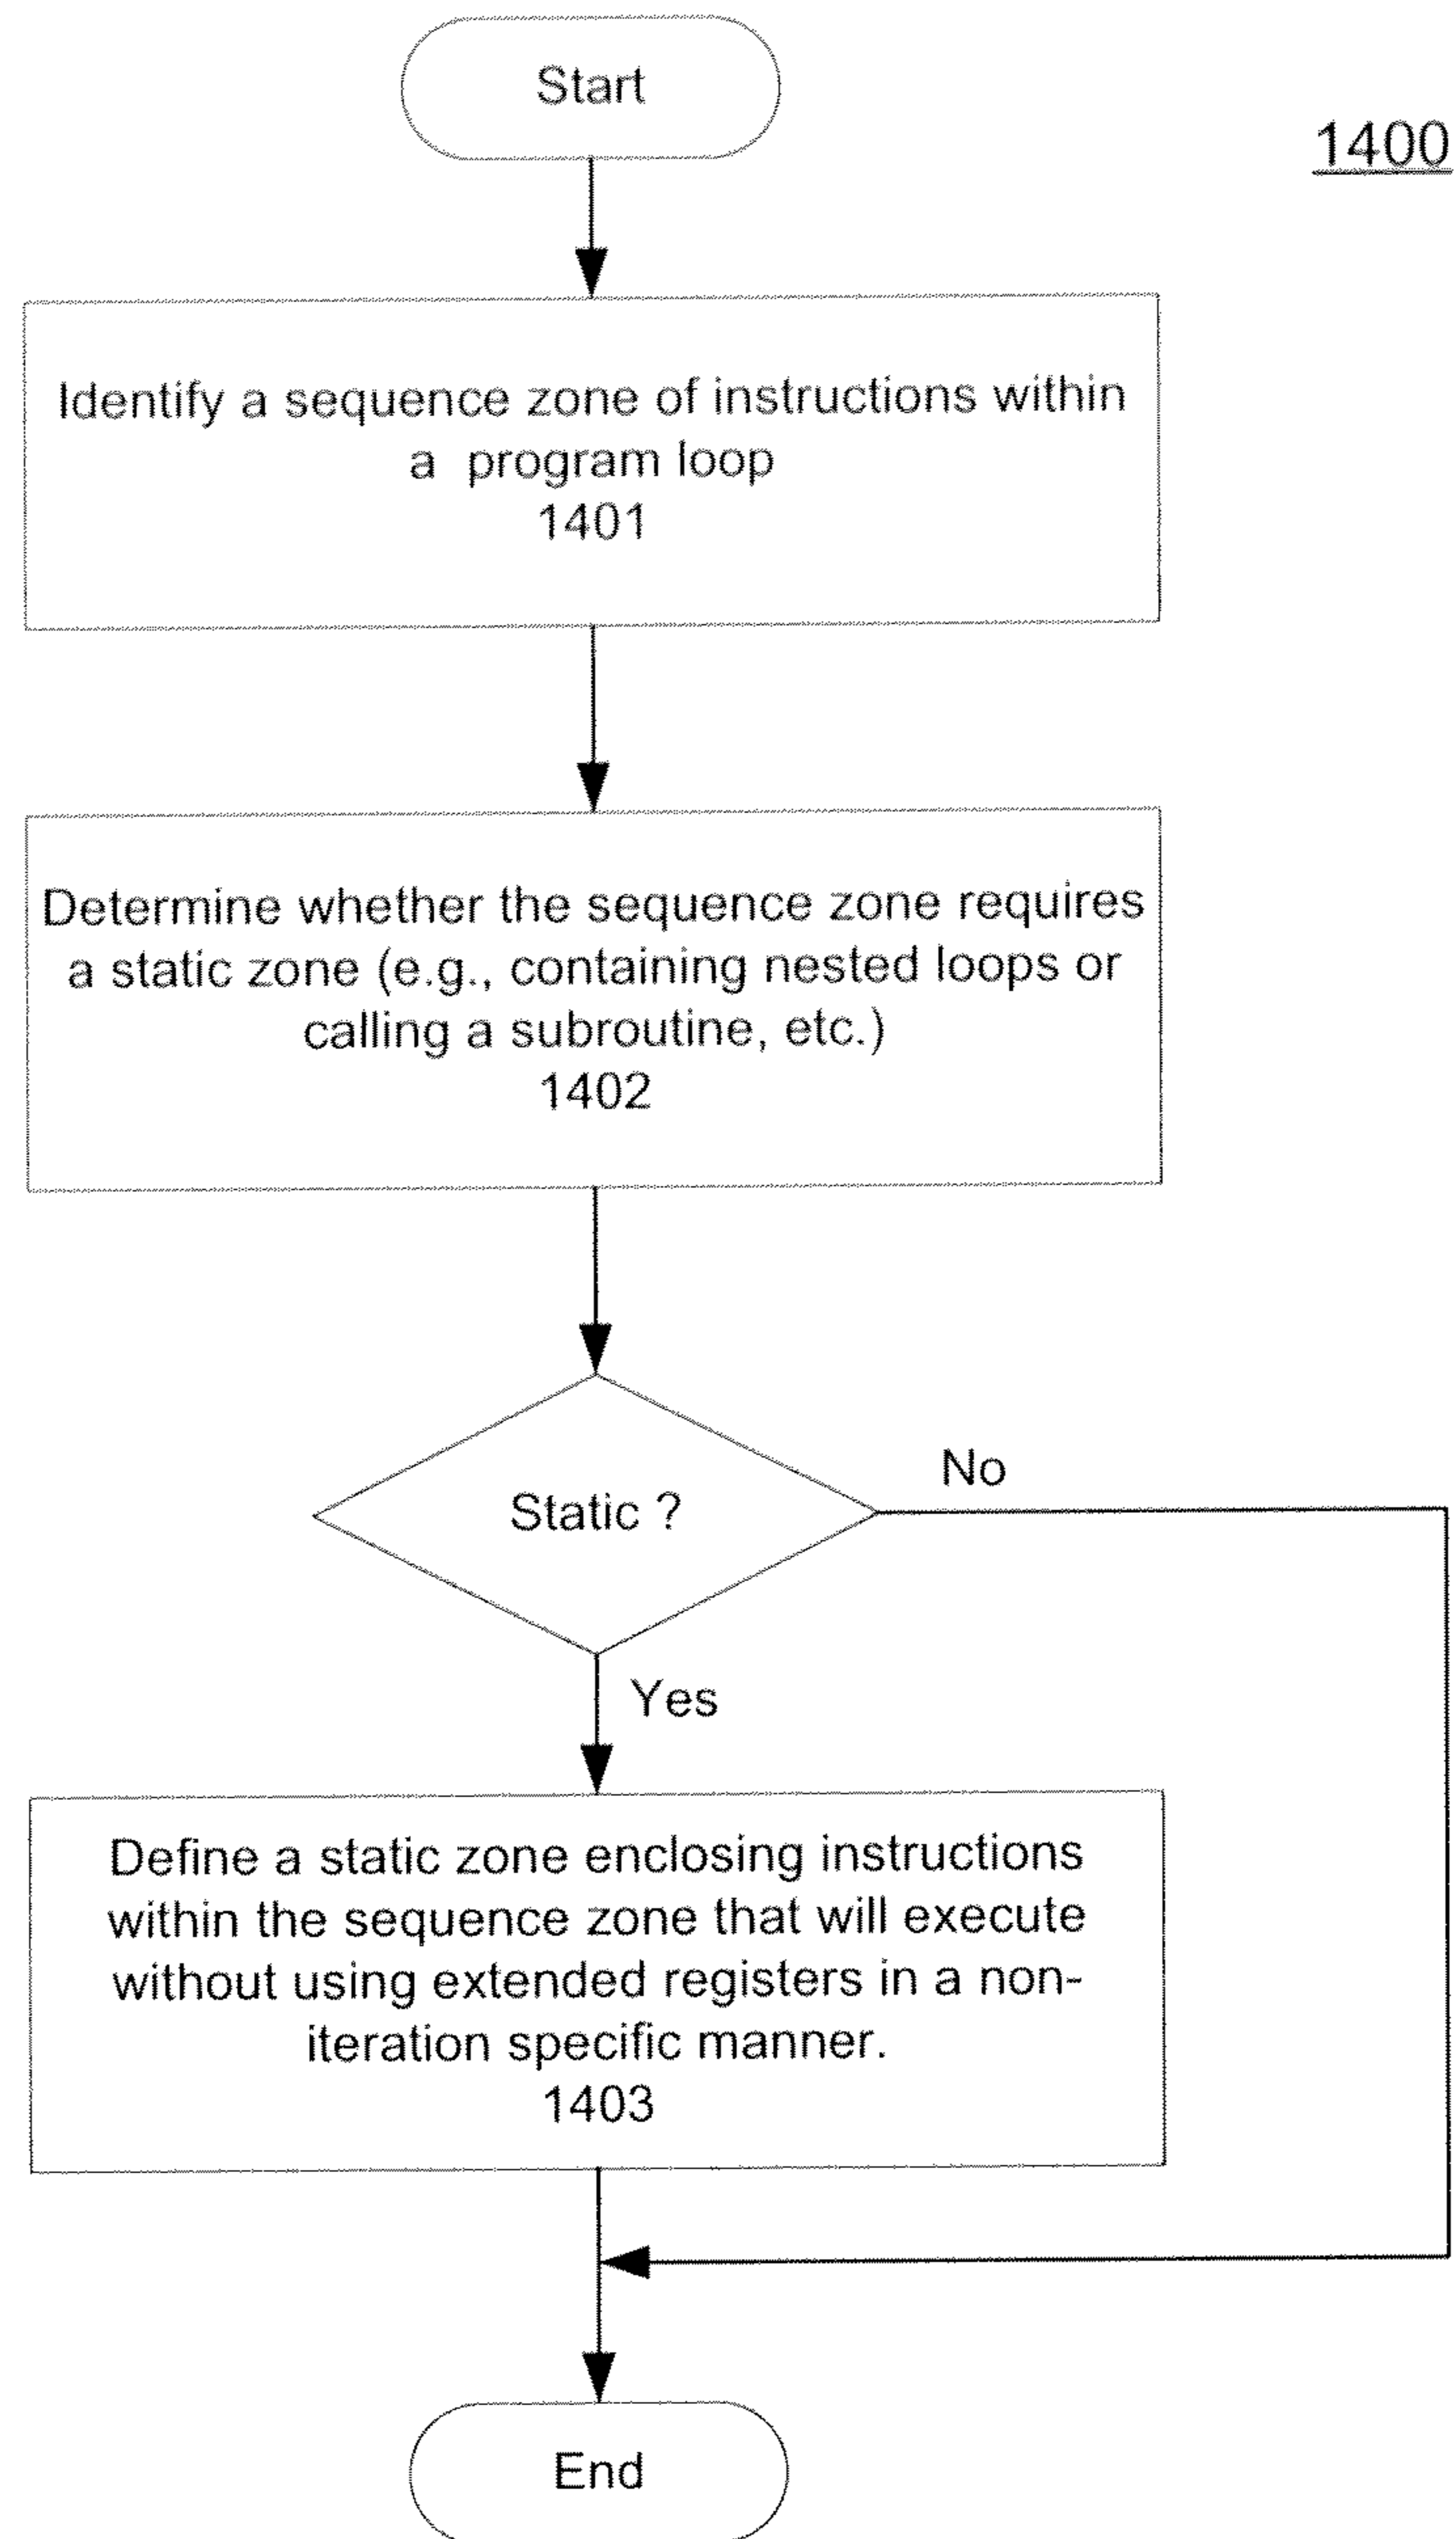 Start
1400
Identify a sequence zone of instructions within
a program loop
1401
Determine whether the sequence zone requires
a static zone (e.g., containing nested loops or
calling a subroutine, etc.)
1402
Static ?
No
Yes
Define a static zone enclosing instructions
within the sequence zone that will execute
without using extended registers in a non-
iteration specific manner.
1403
End